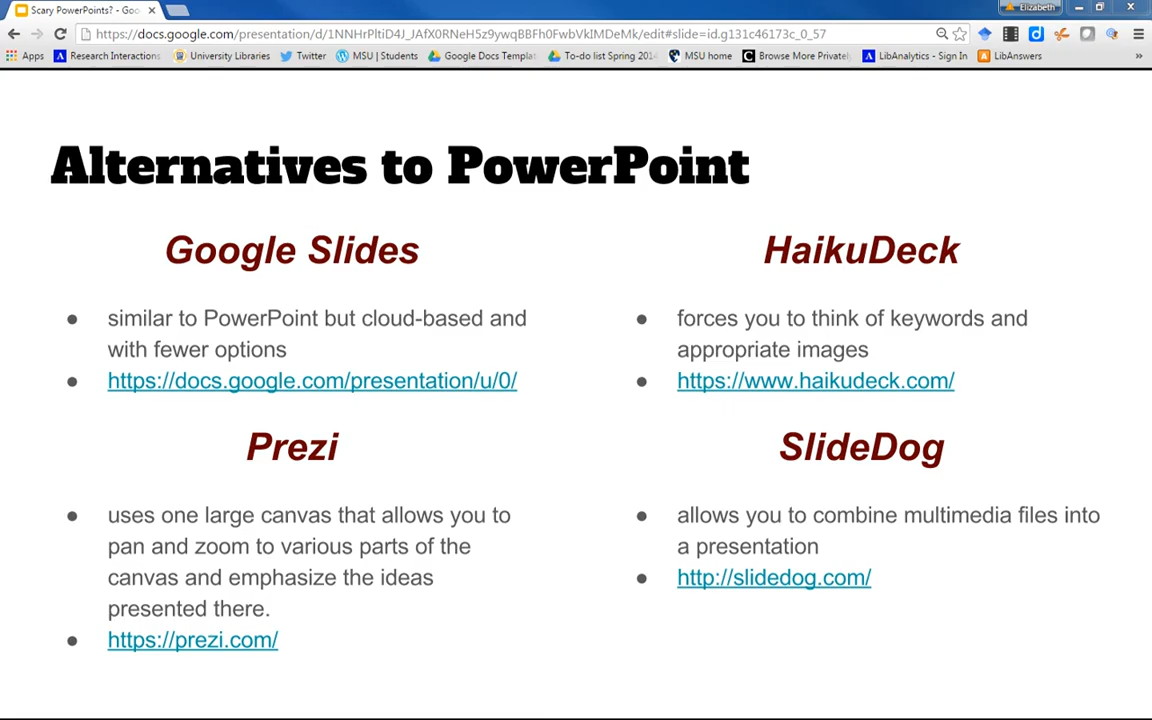 Scary PowerPoints? - Goo
Elizabeth
https://docs.google.com/presentation/d/1NNHrPltiD4J_JAfX0RNeH5z9ywqBBFh0FwbVkIMDeMk/edit#slide=id.g131c46173c_0_57
Apps Research Interactions University Libraries Twitter MSU | Students Google Docs Templa To-do list Spring 2014 MSU home Browse More Privatel LibAnalytics - Sign In LibAnswers »
Alternatives to PowerPoint
Google Slides
● similar to PowerPoint but cloud-based and
with fewer options
● https://docs.google.com/presentation/u/0/
Prezi
● uses one large canvas that allows you to
pan and zoom to various parts of the
canvas and emphasize the ideas
presented there.
● https://prezi.com/
HaikuDeck
● forces you to think of keywords and
appropriate images
● https://www.haikudeck.com/
SlideDog
● allows you to combine multimedia files into
a presentation
● http://slidedog.com/